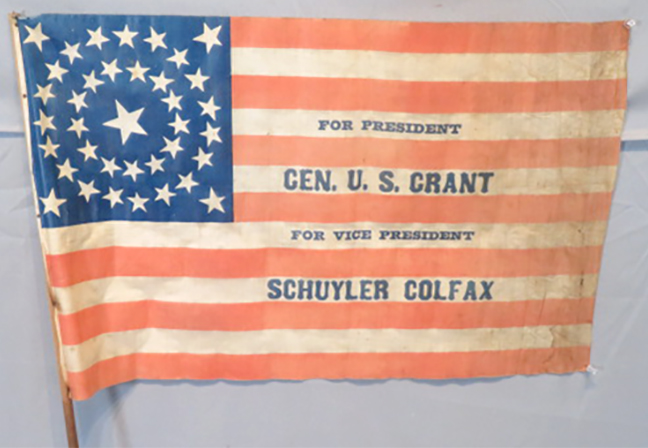 FOR PRESIDENT
GEN. U. S. GRANT
FOR VICE PRESIDENT
SCHUYLER COLFAX